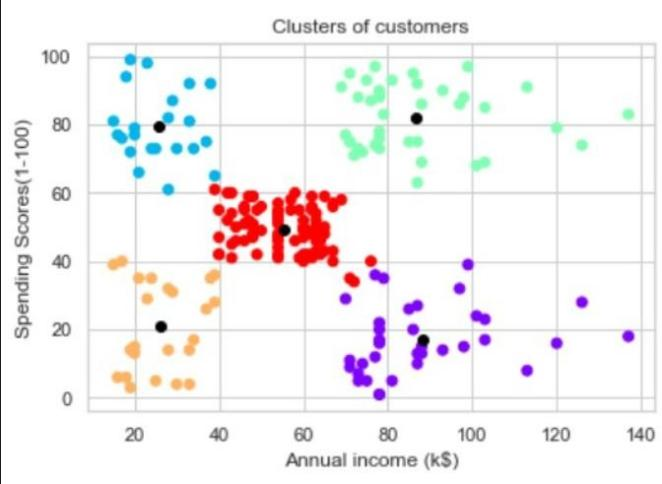 Clusters of customers
100
80
60
40
20
0
Spending Scores(1-100)
20 40 60 80 100 120 140
Annual income (k$)